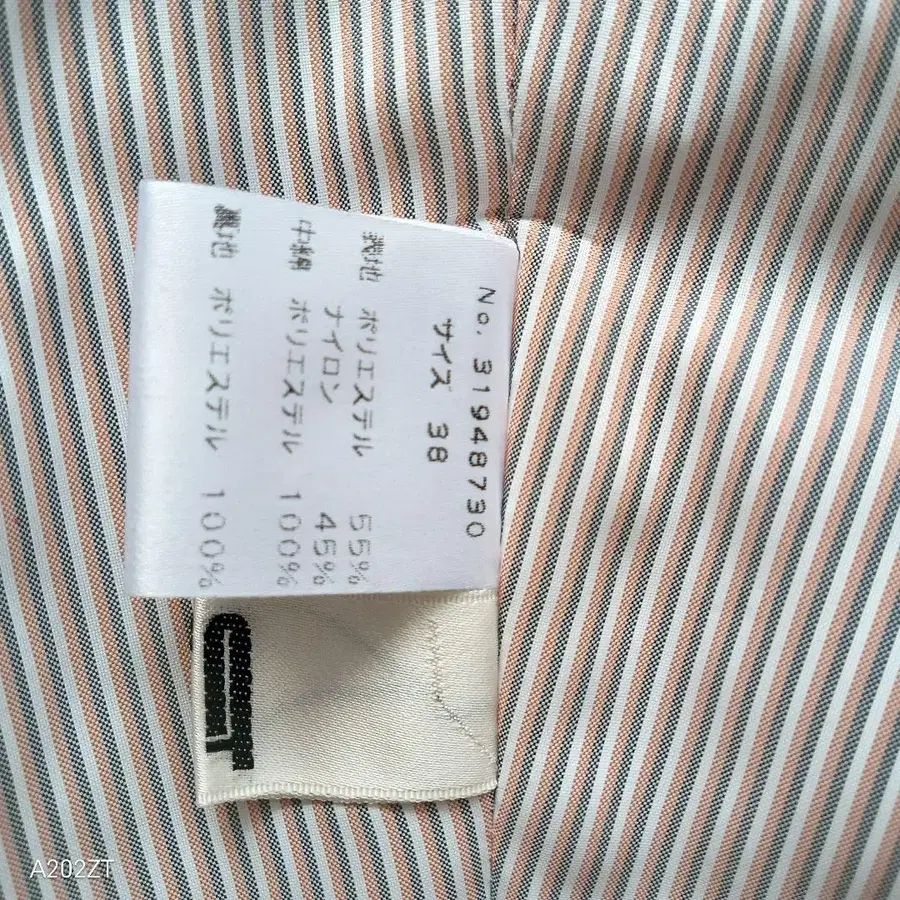 No. 31948730
サイズ 38
表地 ポリエステル 55%
ナイロン 45%
中綿 ポリエステル 100%
裏地 ポリエステル 100%
A202ZT